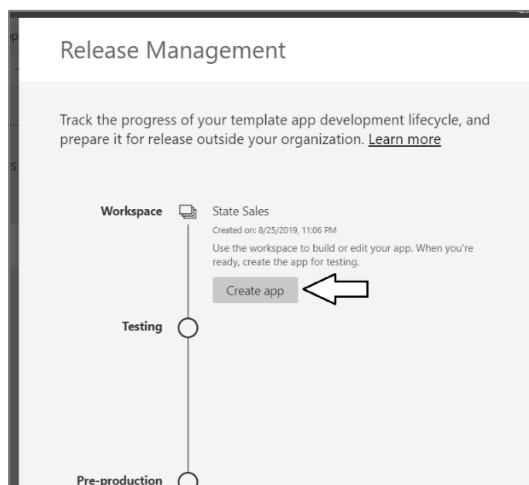 Release Management
Track the progress of your template app development lifecycle, and
prepare it for release outside your organization. Learn more
Workspace
State Sales
Created on: 8/25/2019, 11:06 PM
Use the workspace to build or edit your app. When you're
ready, create the app for testing.
Create app
Testing
Pre-production